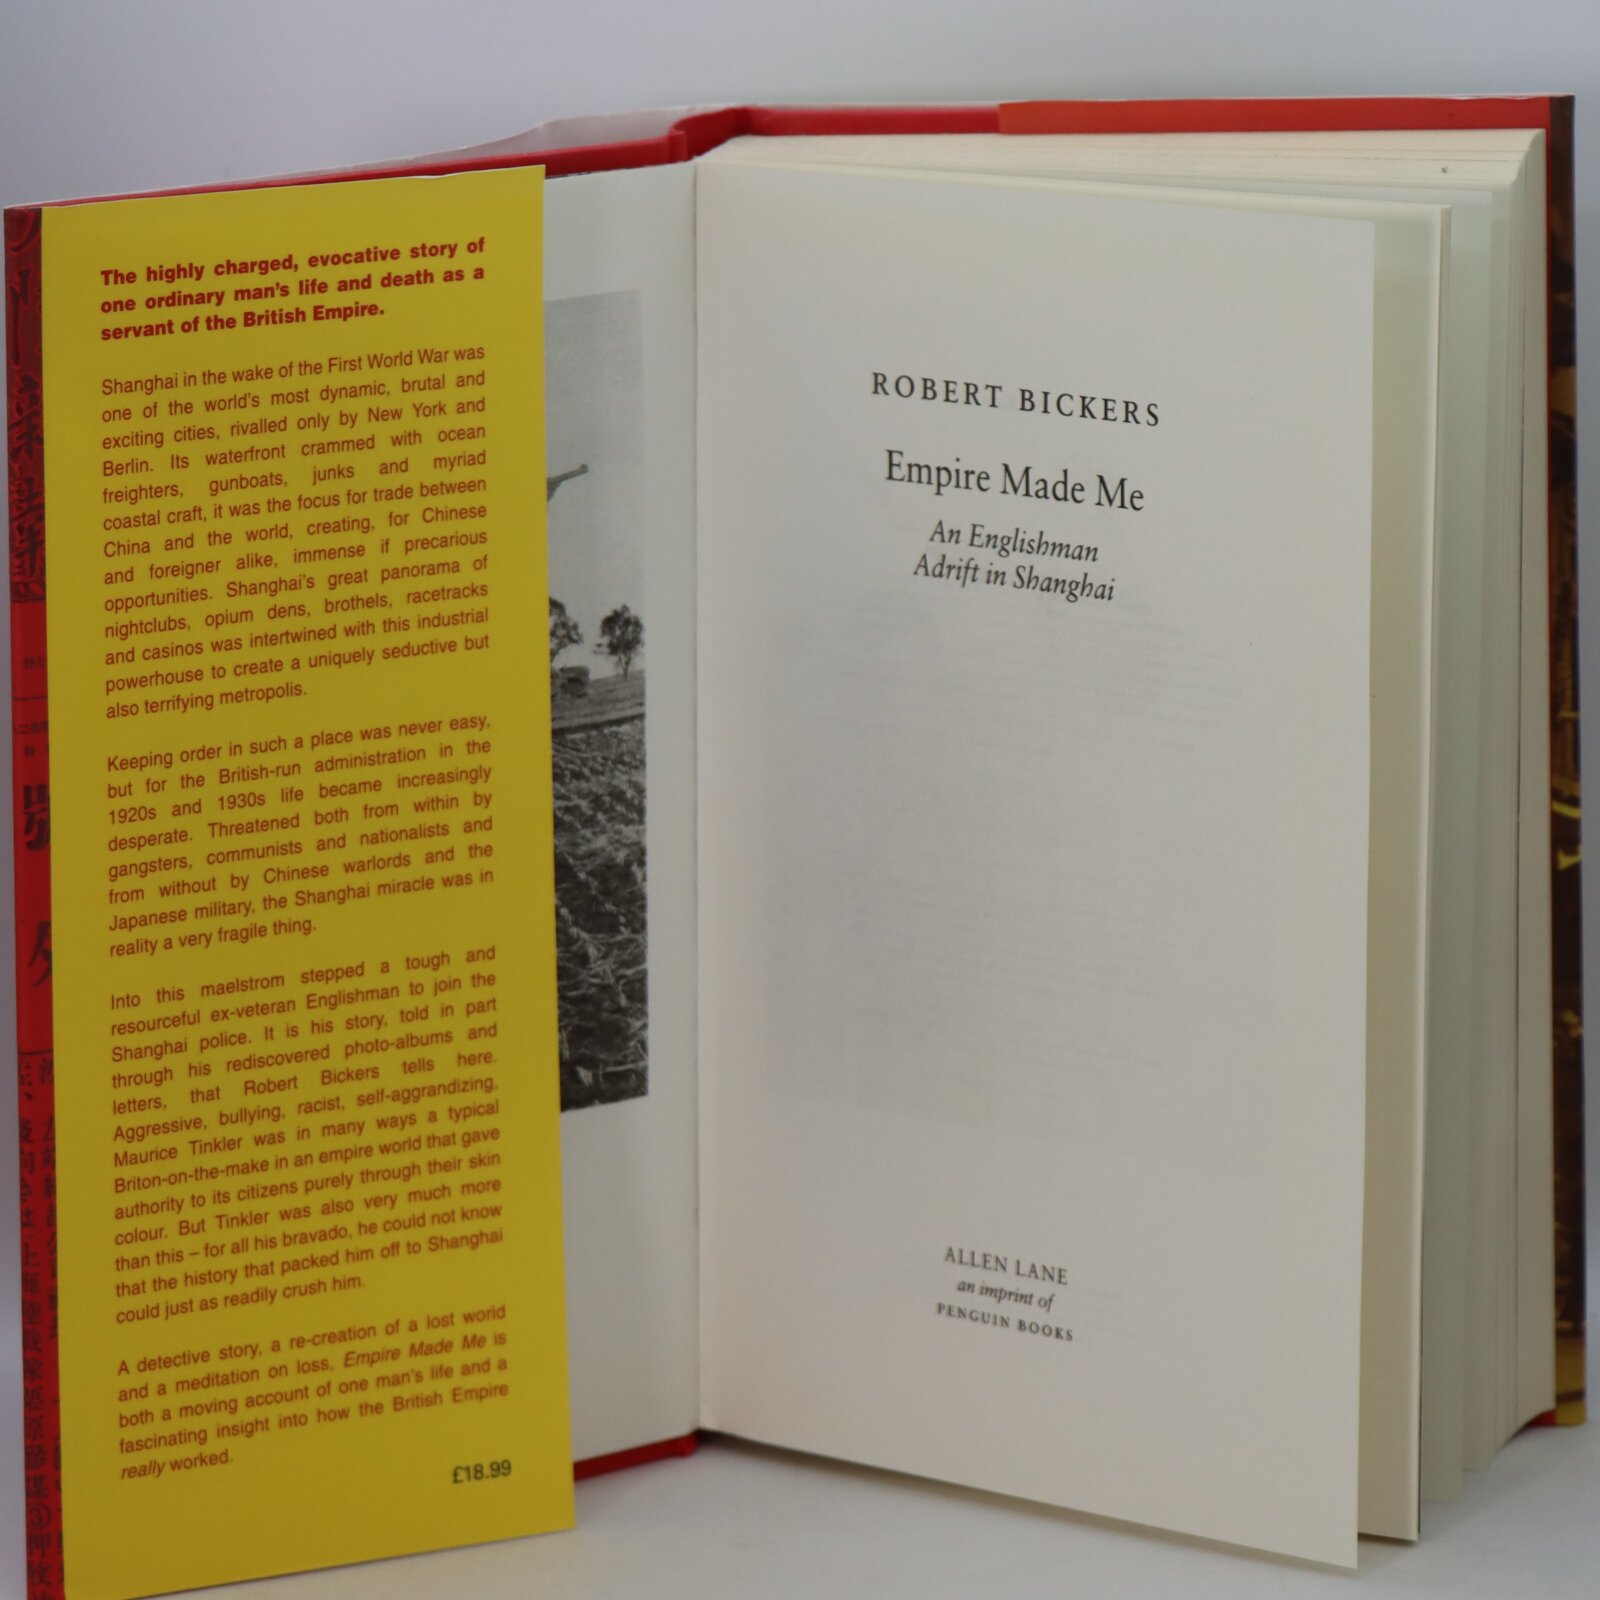 The highly charged, evocative story of
one ordinary man's life and death as a
servant of the British Empire.
Shanghai in the wake of the First World War was
one of the world's most dynamic, brutal and
exciting cities, rivalled only by New York and
Berlin. Its waterfront crammed with ocean
freighters, gunboats, junks and myriad
coastal craft, it was the focus for trade between
China and the world, creating, for Chinese
and foreigner alike, immense if precarious
opportunities. Shanghai's great panorama of
nightclubs, opium dens, brothels, racetracks
and casinos was intertwined with this industrial
powerhouse to create a uniquely seductive but
also terrifying metropolis.
Keeping order in such a place was never easy,
but for the British-run administration in the
1920s and 1930s life became increasingly
desperate. Threatened both from within by
gangsters, communists and nationalists and
from without by Chinese warlords and the
Japanese military, the Shanghai miracle was in
reality a very fragile thing.
Into this maelstrom stepped a tough and
resourceful ex-veteran Englishman to join the
Shanghai police. It is his story, told in part
through his rediscovered photo-albums and
letters, that Robert Bickers tells here.
Aggressive, bullying, racist, self-aggrandizing,
Maurice Tinkler was in many ways a typical
Briton-on-the-make in an empire world that gave
authority to its citizens purely through their skin
colour. But Tinkler was also very much more
than this – for all his bravado, he could not know
that the history that packed him off to Shanghai
could just as readily crush him.
A detective story, a re-creation of a lost world
and a meditation on loss, Empire Made Me is
both a moving account of one man's life and a
fascinating insight into how the British Empire
really worked.
£18.99
ROBERT BICKERS
Empire Made Me
An Englishman
Adrift in Shanghai
ALLEN LANE
an imprint of
PENGUIN BOOKS